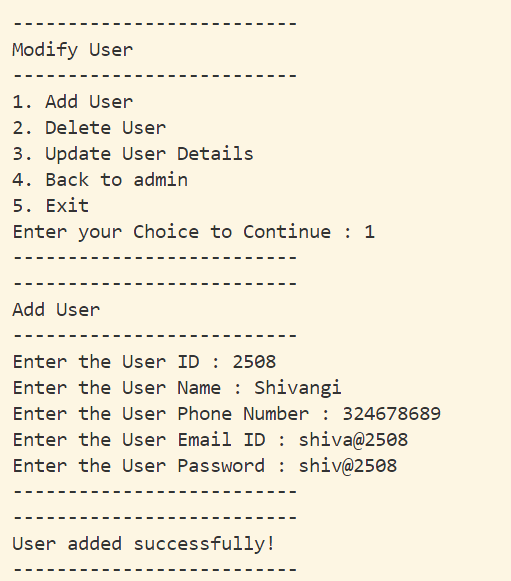 --------------------------
Modify User
--------------------------
1. Add User
2. Delete User
3. Update User Details
4. Back to admin
5. Exit
Enter your Choice to Continue : 1
--------------------------
--------------------------
Add User
--------------------------
Enter the User ID : 2508
Enter the User Name : Shivangi
Enter the User Phone Number : 324678689
Enter the User Email ID : shiva@2508
Enter the User Password : shiv@2508
--------------------------
--------------------------
User added successfully!
--------------------------